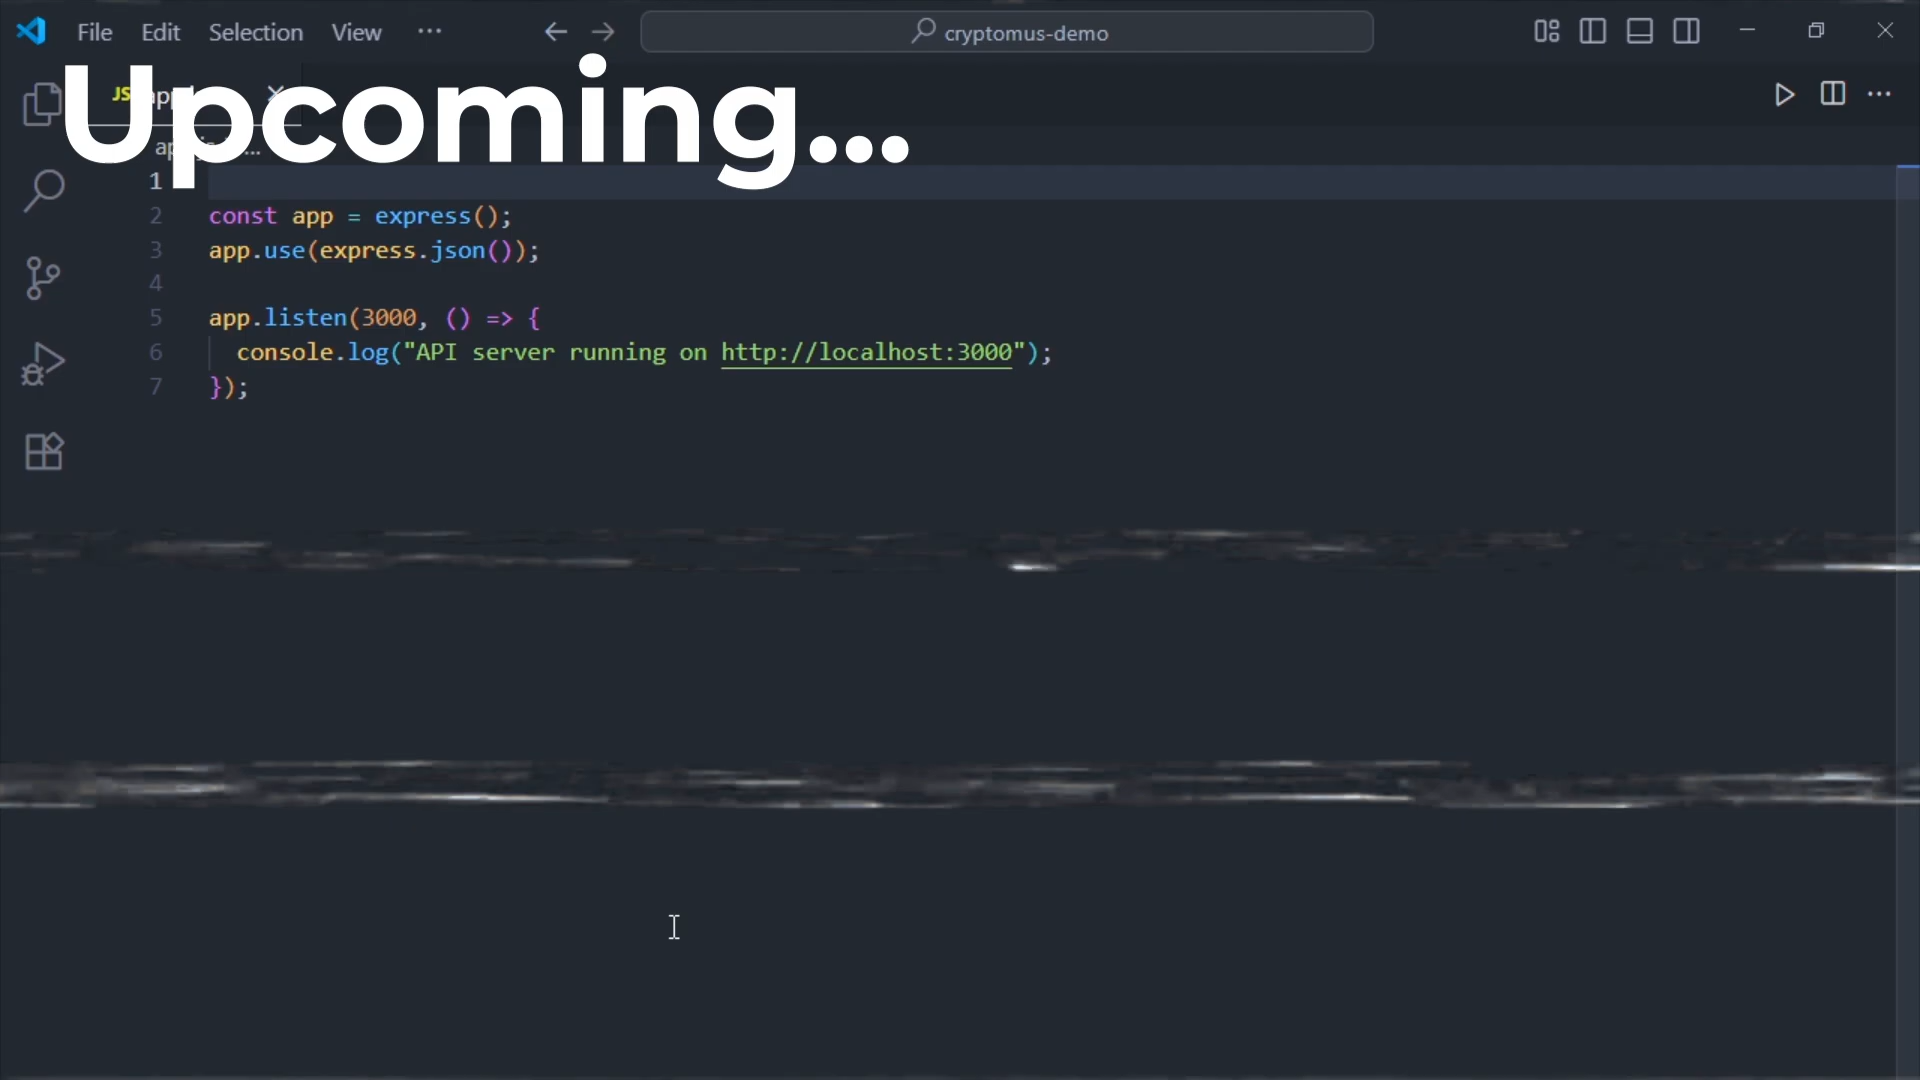 File Edit Selection View ... cryptomus-demo
Upcoming...
JS
1
2 const app = express();
3 app.use(express.json());
4
5 app.listen(3000, () => {
6 console.log("API server running on http://localhost:3000");
7 });